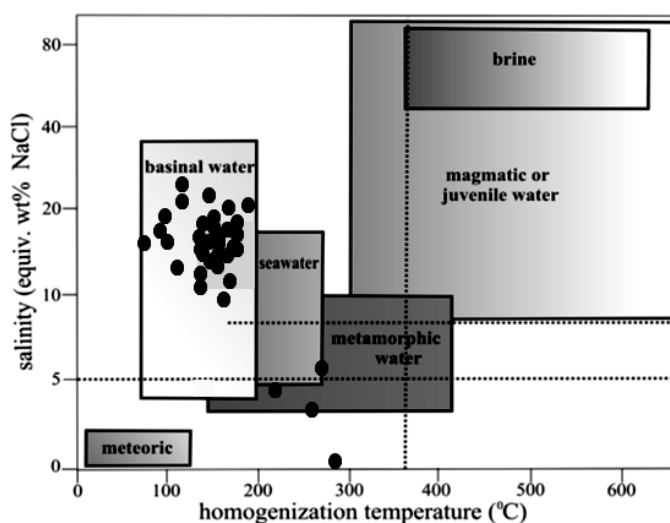 80
brine
40
basinal water
magmatic or
juvenile water
20
seawater
10
metamorphic
water
5
meteoric
0
0
100
200
300
400
500
600
homogenization temperature (°C)
salinity (equiv. wt% NaCl)